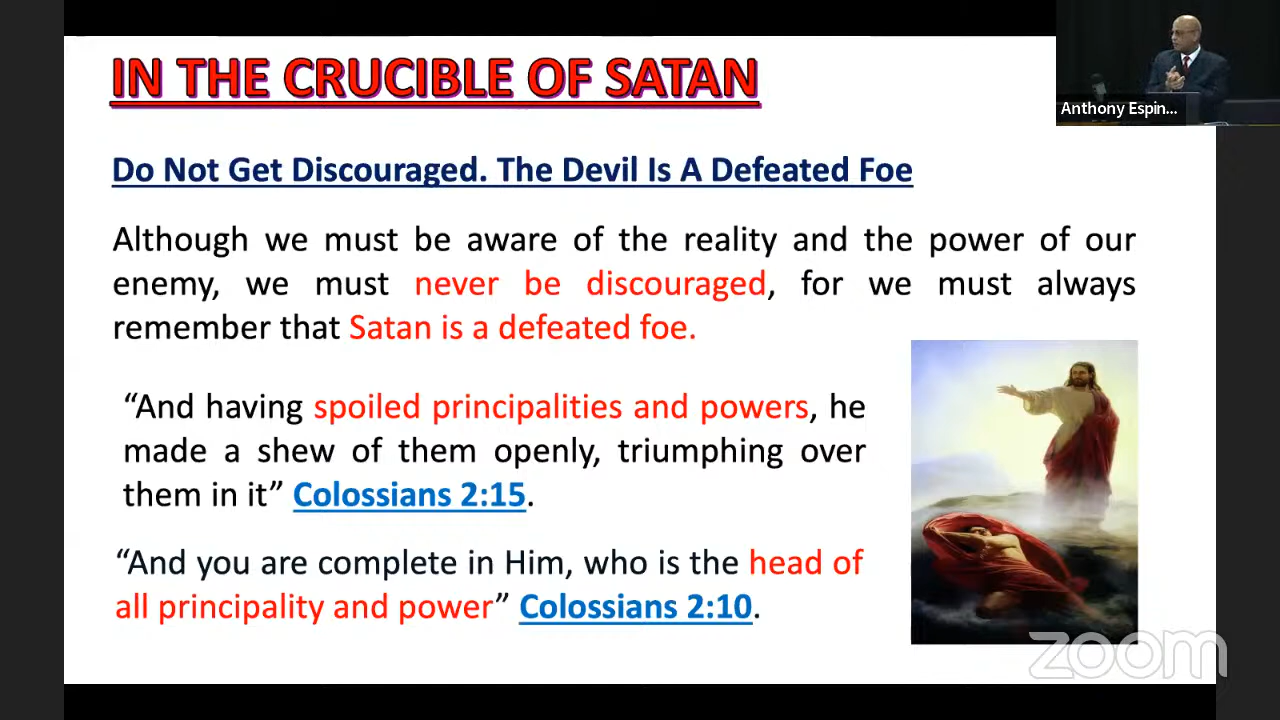 IN THE CRUCIBLE OF SATAN
Anthony Espin...
Do Not Get Discouraged. The Devil Is A Defeated Foe
Although we must be aware of the reality and the power of our
enemy, we must never be discouraged, for we must always
remember that Satan is a defeated foe.
“And having spoiled principalities and powers, he
made a shew of them openly, triumphing over
them in it” Colossians 2:15.
“And you are complete in Him, who is the head of
all principality and power” Colossians 2:10.
zoom